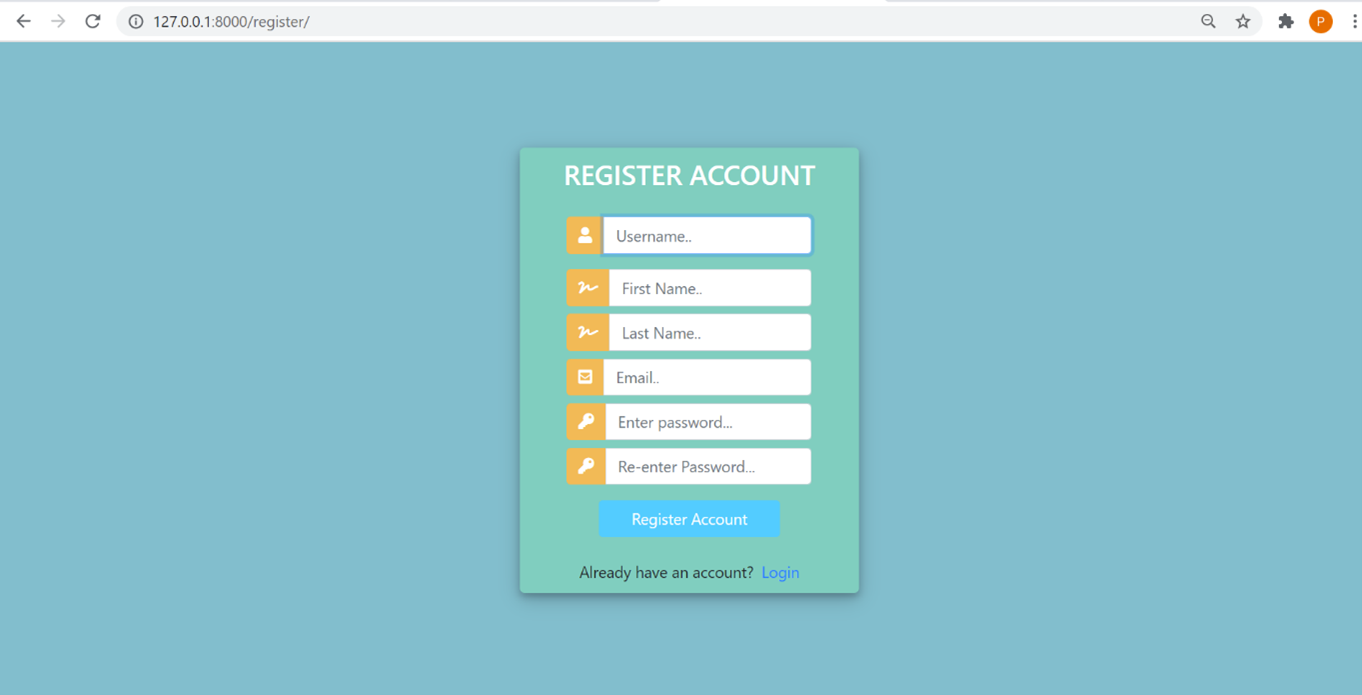 127.0.0.1:8000/register/
P
REGISTER ACCOUNT
Username..
First Name..
Last Name..
Email..
Enter password...
Re-enter Password...
Register Account
Already have an account? Login